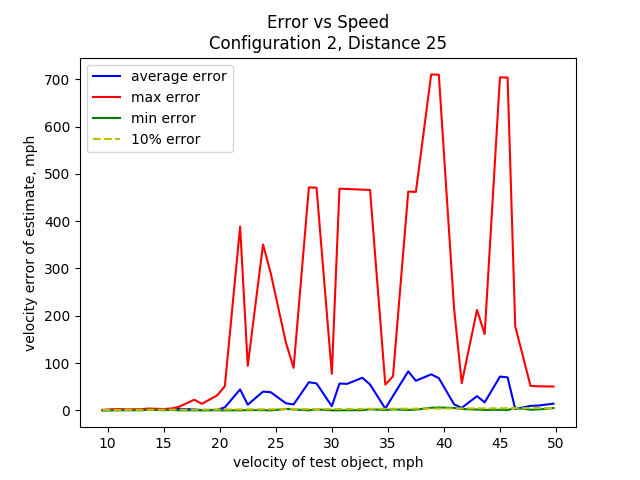 Error vs Speed
Configuration 2, Distance 25
average error
max error
min error
10% error
velocity error of estimate, mph
700
600
500
400
300
200
100
0
10 15 20 25 30 35 40 45 50
velocity of test object, mph